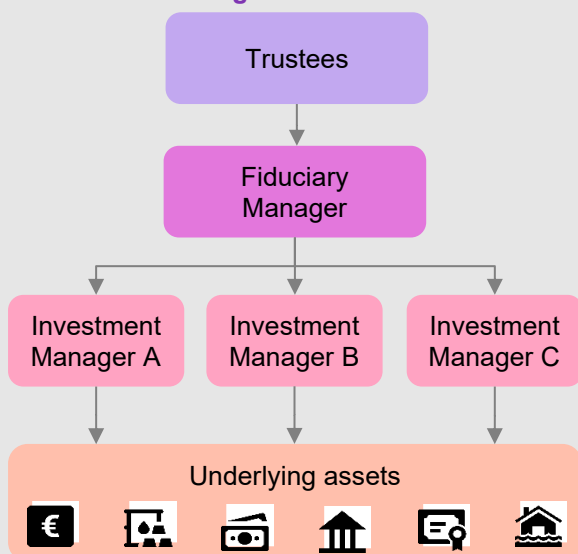 Trustees
Fiduciary
Manager
Investment
Manager A
Investment
Manager B
Investment
Manager C
Underlying assets
€